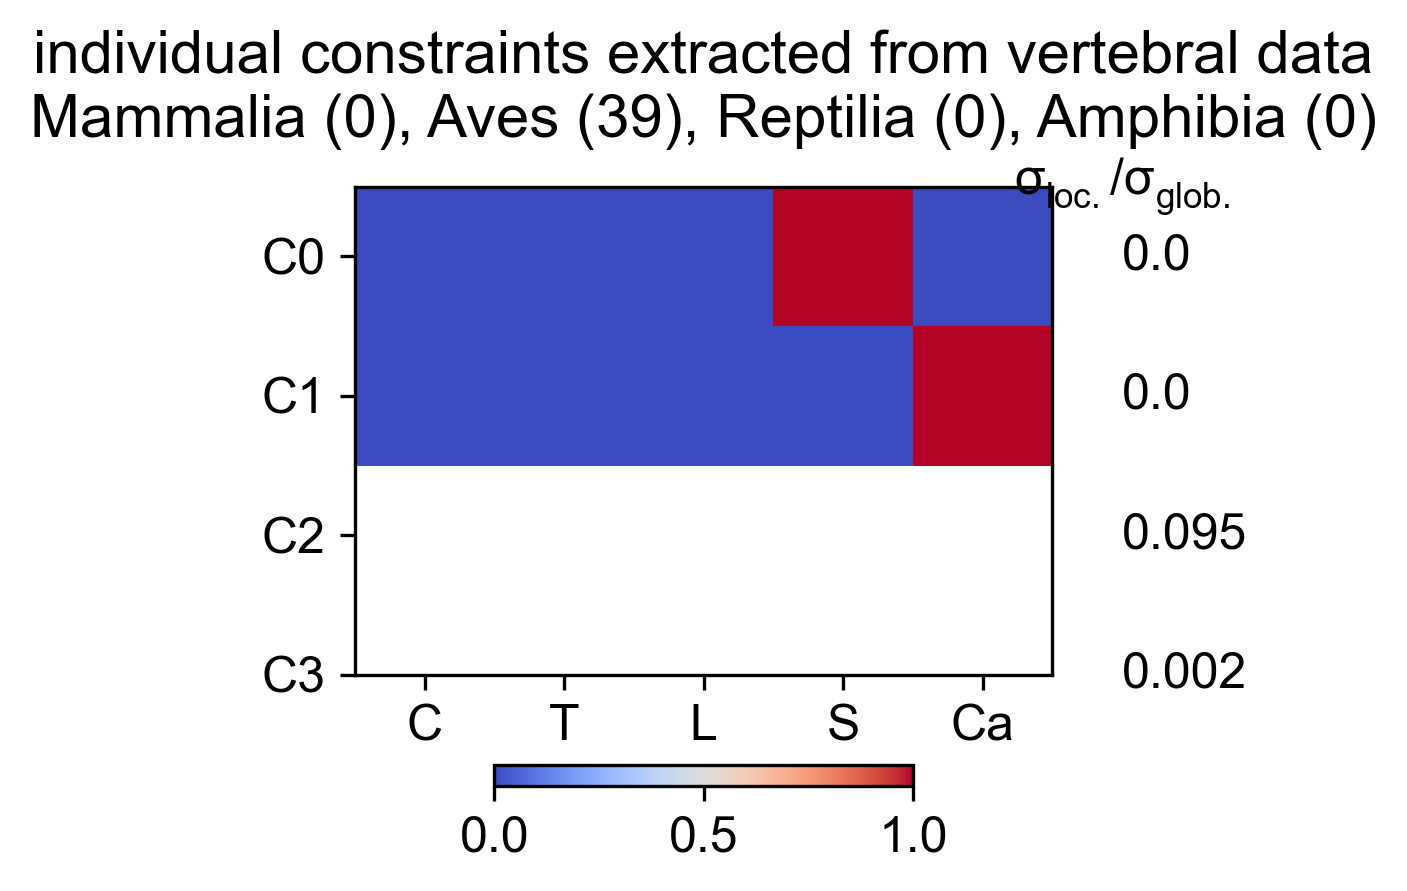 individual constraints extracted from vertebral data
Mammalia (0), Aves (39), Reptilia (0), Amphibia (0)
σloc. /σglob.
C0 0.0
C1 0.0
C2 0.095
C3 0.002
C T L S Ca
0.0 0.5 1.0